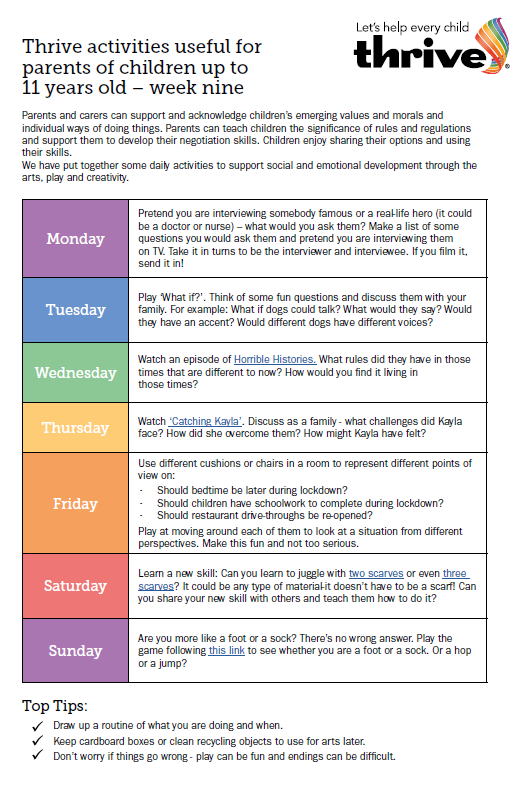 Let's help every child
thrive®
Thrive activities useful for
parents of children up to
11 years old – week nine
Parents and carers can support and acknowledge children's emerging values and morals and
individual ways of doing things. Parents can teach children the significance of rules and regulations
and support them to develop their negotiation skills. Children enjoy sharing their options and using
their skills.
We have put together some daily activities to support social and emotional development through the
arts, play and creativity.
Monday
Pretend you are interviewing somebody famous or a real-life hero (it could
be a doctor or nurse) – what would you ask them? Make a list of some
questions you would ask them and pretend you are interviewing them
on TV. Take it in turns to be the interviewer and interviewee. If you film it,
send it in!
Tuesday
Play 'What if?'. Think of some fun questions and discuss them with your
family. For example: What if dogs could talk? What would they say? Would
they have an accent? Would different dogs have different voices?
Wednesday
Watch an episode of Horrible Histories. What rules did they have in those
times that are different to now? How would you find it living in
those times?
Thursday
Watch 'Catching Kayla'. Discuss as a family - what challenges did Kayla
face? How did she overcome them? How might Kayla have felt?
Friday
Use different cushions or chairs in a room to represent different points of
view on:
- Should bedtime be later during lockdown?
- Should children have schoolwork to complete during lockdown?
- Should restaurant drive-throughs be re-opened?
Play at moving around each of them to look at a situation from different
perspectives. Make this fun and not too serious.
Saturday
Learn a new skill: Can you learn to juggle with two scarves or even three
scarves? It could be any type of material-it doesn't have to be a scarf! Can
you share your new skill with others and teach them how to do it?
Sunday
Are you more like a foot or a sock? There's no wrong answer. Play the
game following this link to see whether you are a foot or a sock. Or a hop
or a jump?
Top Tips:
✓ Draw up a routine of what you are doing and when.
✓ Keep cardboard boxes or clean recycling objects to use for arts later.
✓ Don't worry if things go wrong - play can be fun and endings can be difficult.